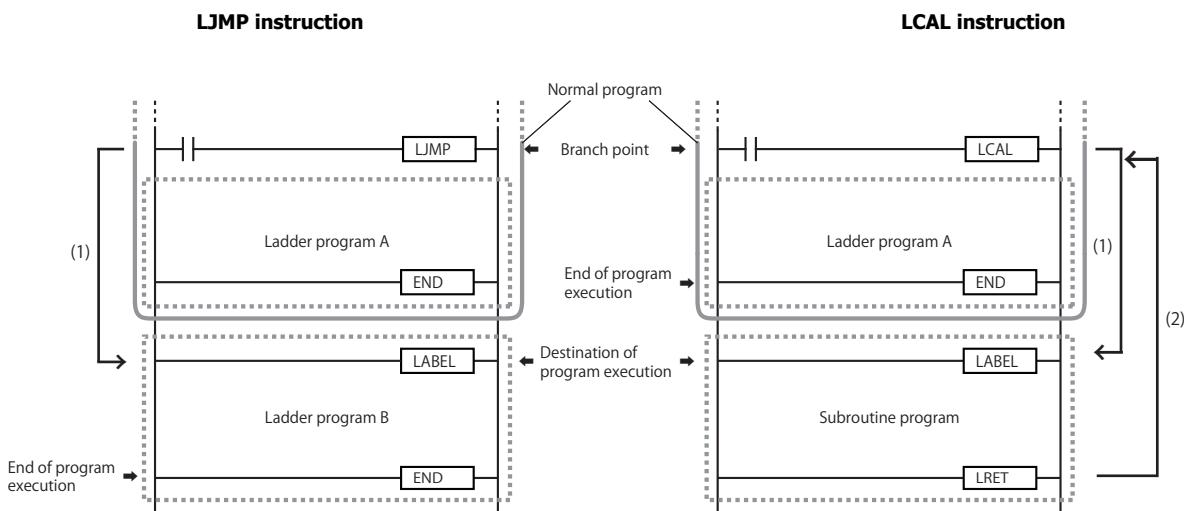 LJMP instruction
LCAL instruction
Normal program
LJMP
Branch point
LCAL
Ladder program A
Ladder program A
(1)
(1)
End of program
execution
END
END
(2)
LABEL
Destination of
program execution
LABEL
Ladder program B
Subroutine program
End of program
execution
END
LRET